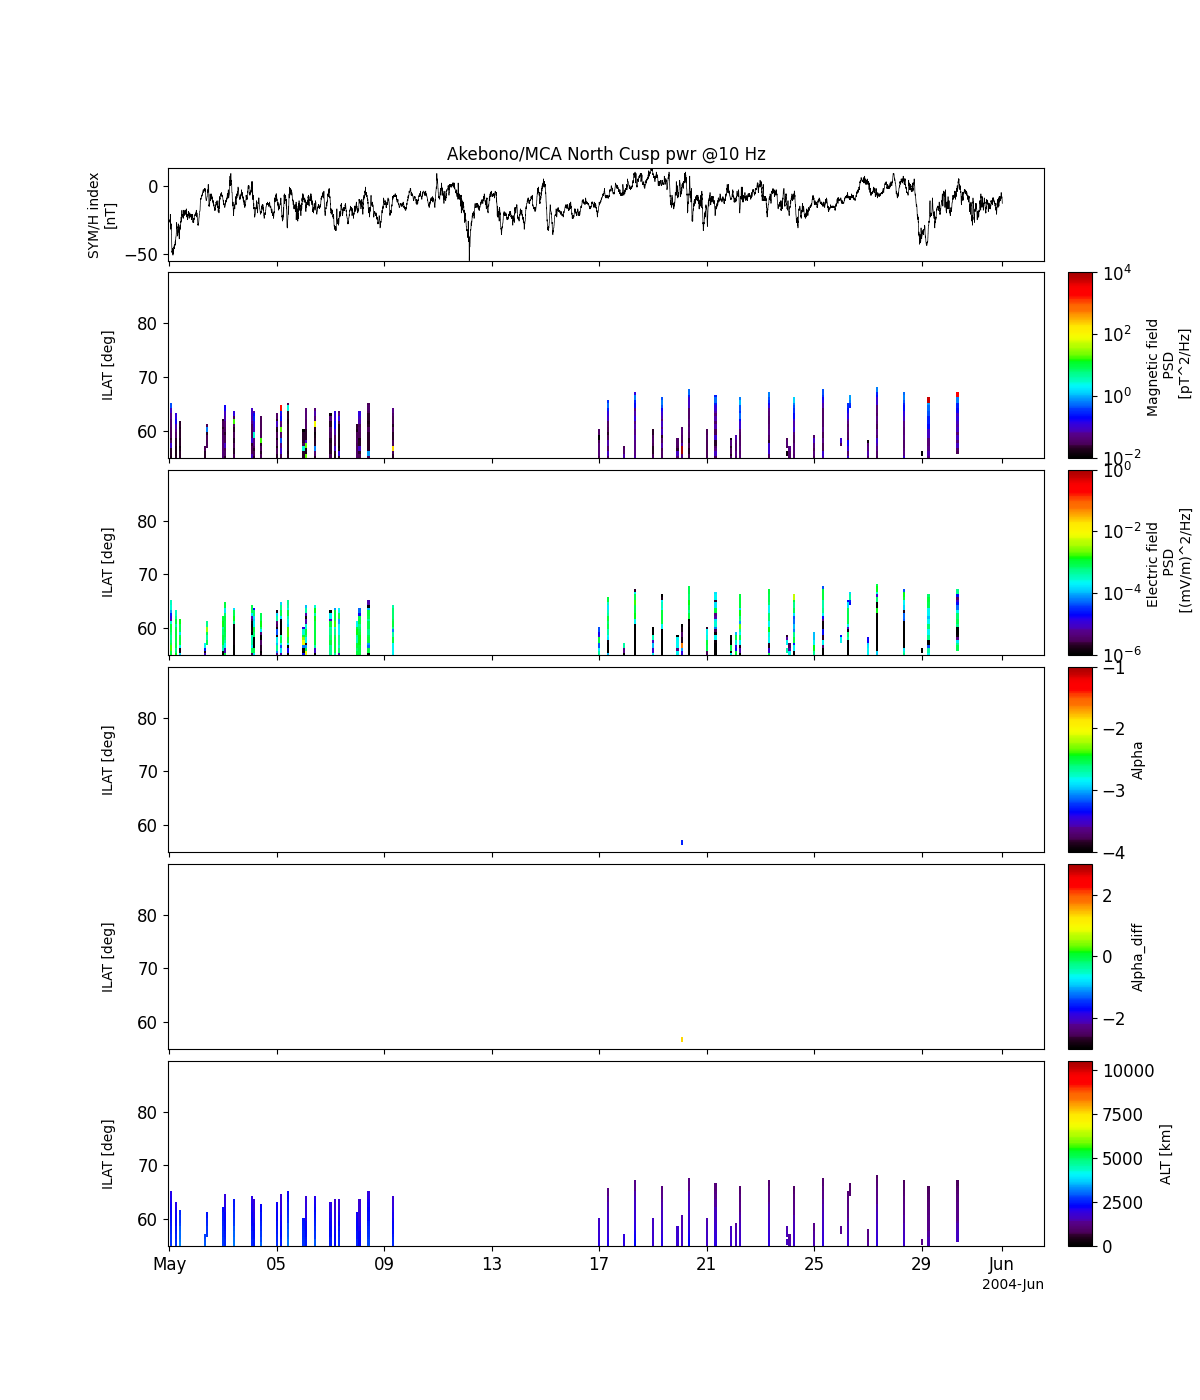 Akebono/MCA North Cusp pwr @10 Hz
SYM/H index
[nT]
0
−50
ILAT [deg]
80
70
60
10^4
10^2
10^0
10^−2
Magnetic field
PSD
[pT^2/Hz]
ILAT [deg]
80
70
60
10^0
10^−2
10^−4
10^−6
Electric field
PSD
[(mV/m)^2/Hz]
ILAT [deg]
80
70
60
−1
−2
−3
−4
Alpha
ILAT [deg]
80
70
60
2
0
−2
Alpha_diff
ILAT [deg]
80
70
60
10000
7500
5000
2500
0
ALT [km]
May 05 09 13 17 21 25 29 Jun
2004-Jun